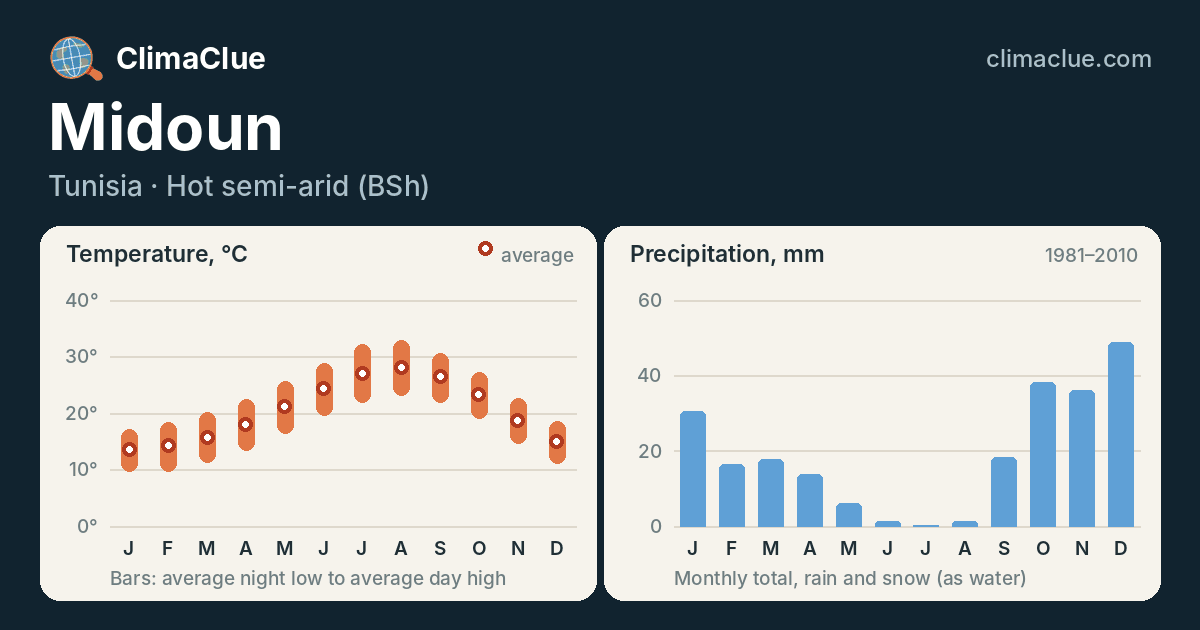 ClimaClue
climaclue.com
Midoun
Tunisia · Hot semi-arid (BSh)
Temperature, °C
average
40°
30°
20°
10°
0°
J F M A M J J A S O N D
Bars: average night low to average day high
Precipitation, mm
1981–2010
60
40
20
0
J F M A M J J A S O N D
Monthly total, rain and snow (as water)